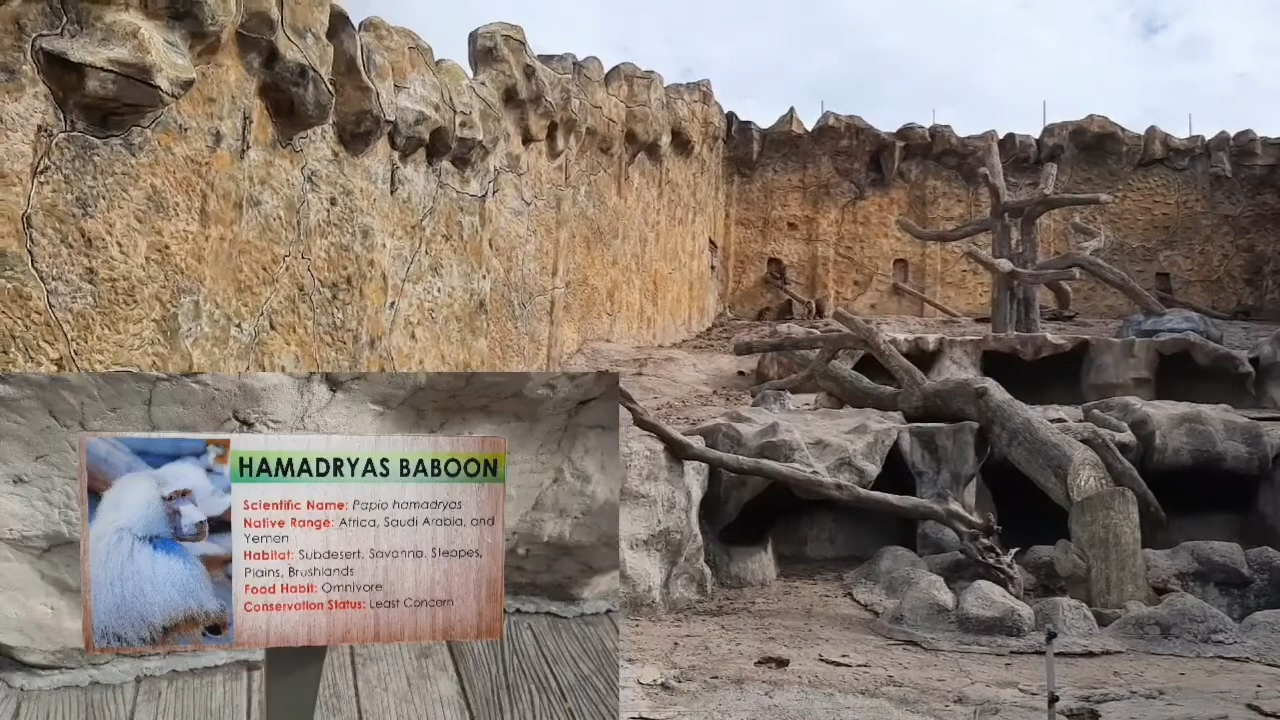 HAMADRYAS BABOON
Scientific Name: Papio hamadryas
Native Range: Africa, Saudi Arabia, and
Yemen
Habitat: Subdesert, Savanna, Steppes,
Plains, Brushlands
Food Habit: Omnivore
Conservation Status: Least Concern